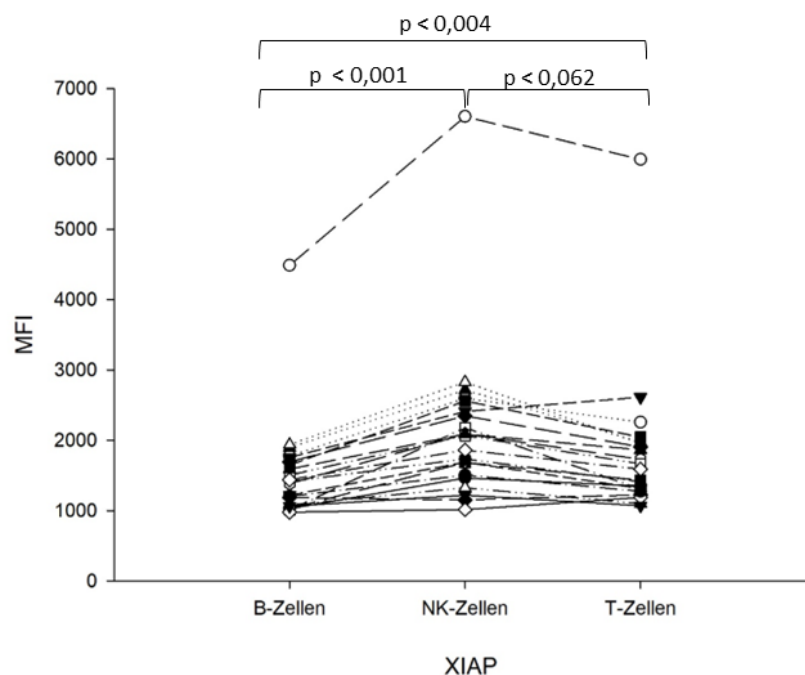 p < 0,004
p < 0,001
p < 0,062
7000
6000
5000
4000
3000
2000
1000
0
MFI
B-Zellen
NK-Zellen
T-Zellen
XIAP